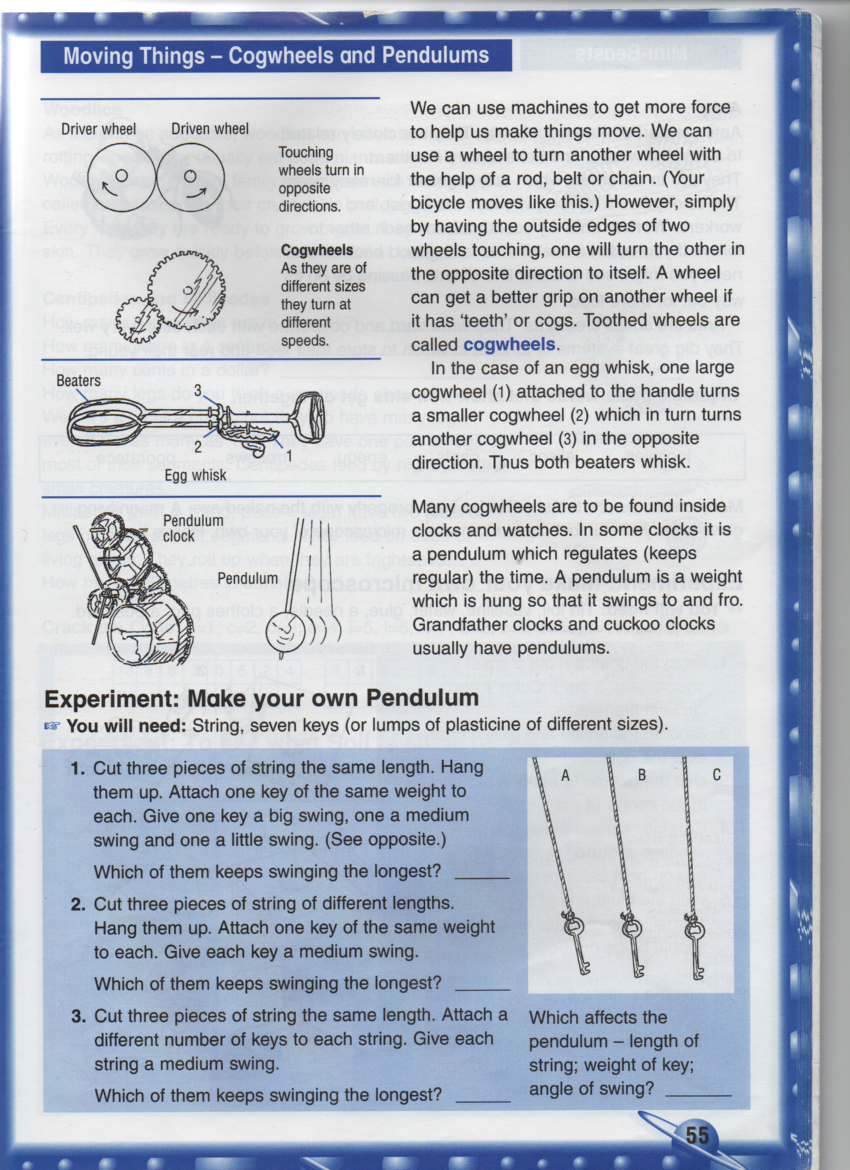 Moving Things – Cogwheels and Pendulums
Driver wheel
Driven wheel
Touching
wheels turn in
opposite
directions.
Cogwheels
As they are of
different sizes
they turn at
different
speeds.
Beaters
3
2
1
Egg whisk
Pendulum
clock
Pendulum
We can use machines to get more force
to help us make things move. We can
use a wheel to turn another wheel with
the help of a rod, belt or chain. (Your
bicycle moves like this.) However, simply
by having the outside edges of two
wheels touching, one will turn the other in
the opposite direction to itself. A wheel
can get a better grip on another wheel if
it has ‘teeth’ or cogs. Toothed wheels are
called cogwheels.
In the case of an egg whisk, one large
cogwheel (1) attached to the handle turns
a smaller cogwheel (2) which in turn turns
another cogwheel (3) in the opposite
direction. Thus both beaters whisk.
Many cogwheels are to be found inside
clocks and watches. In some clocks it is
a pendulum which regulates (keeps
regular) the time. A pendulum is a weight
which is hung so that it swings to and fro.
Grandfather clocks and cuckoo clocks
usually have pendulums.
Experiment: Make your own Pendulum
☞ You will need: String, seven keys (or lumps of plasticine of different sizes).
1. Cut three pieces of string the same length. Hang
them up. Attach one key of the same weight to
each. Give one key a big swing, one a medium
swing and one a little swing. (See opposite.)
Which of them keeps swinging the longest? ______
2. Cut three pieces of string of different lengths.
Hang them up. Attach one key of the same weight
to each. Give each key a medium swing.
Which of them keeps swinging the longest? ______
3. Cut three pieces of string the same length. Attach a
different number of keys to each string. Give each
string a medium swing.
Which of them keeps swinging the longest? ______
A
B
C
Which affects the
pendulum – length of
string; weight of key;
angle of swing? ______
55